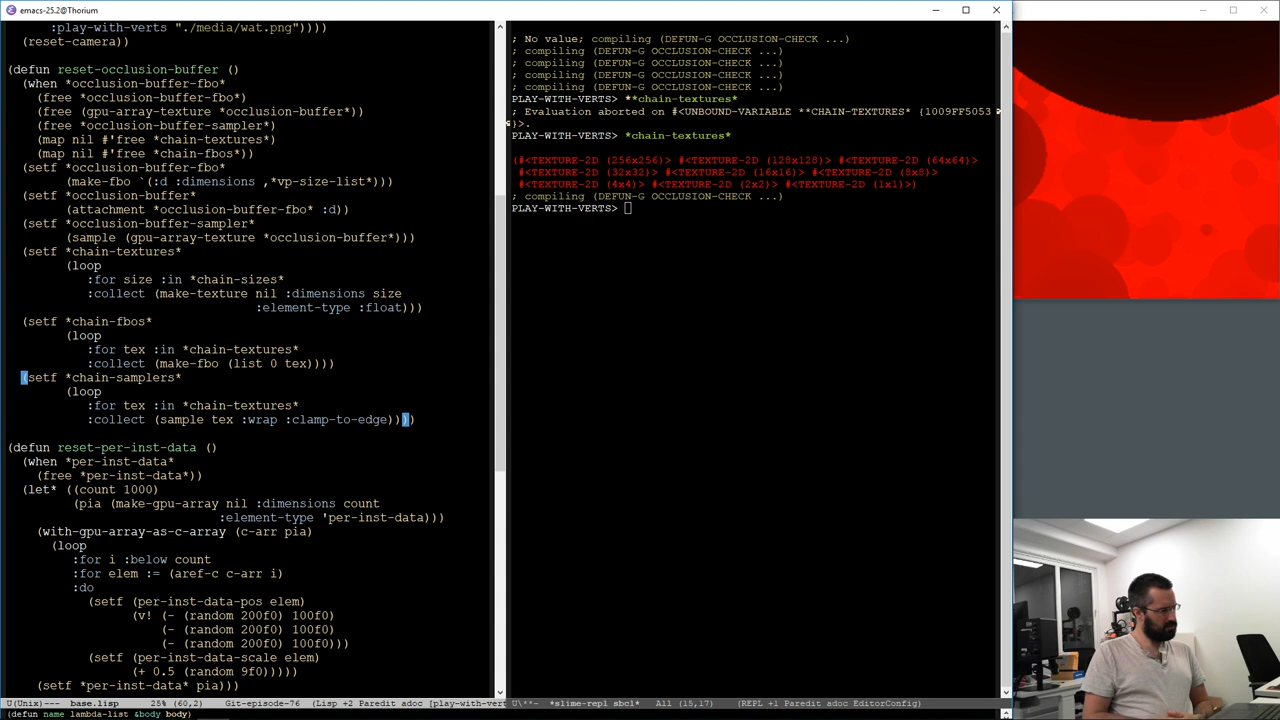 emacs-25.2@Thorium
:play-with-verts "./media/wat.png"))))
(reset-camera))
(defun reset-occlusion-buffer ()
(when *occlusion-buffer-fbo*
(free *occlusion-buffer-fbo*)
(free (gpu-array-texture *occlusion-buffer*))
(free *occlusion-buffer-sampler*)
(map nil #'free *chain-textures*)
(map nil #'free *chain-fbos*))
(setf *occlusion-buffer-fbo*
(make-fbo `(:d :dimensions ,*vp-size-list*)))
(setf *occlusion-buffer*
(attachment *occlusion-buffer-fbo* :d))
(setf *occlusion-buffer-sampler*
(sample (gpu-array-texture *occlusion-buffer*)))
(setf *chain-textures*
(loop
:for size :in *chain-sizes*
:collect (make-texture nil :dimensions size
:element-type :float)))
(setf *chain-fbos*
(loop
:for tex :in *chain-textures*
:collect (make-fbo (list 0 tex))))
(setf *chain-samplers*
(loop
:for tex :in *chain-textures*
:collect (sample tex :wrap :clamp-to-edge))))
(defun reset-per-inst-data ()
(when *per-inst-data*
(free *per-inst-data*))
(let* ((count 1000)
(pia (make-gpu-array nil :dimensions count
:element-type 'per-inst-data)))
(with-gpu-array-as-c-array (c-arr pia)
(loop
:for i :below count
:for elem := (aref-c c-arr i)
:do
(setf (per-inst-data-pos elem)
(v! (- (random 200f0) 100f0)
(- (random 200f0) 100f0)
(- (random 200f0) 100f0)))
(setf (per-inst-data-scale elem)
(+ 0.5 (random 9f0)))))
(setf *per-inst-data* pia)))
U(Unix)--- base.lisp 25% (60,2) Git-episode-76 (Lisp +2 Paredit adoc [play-with-vert
(defun name lambda-list &body body)
; No value; compiling (DEFUN-G OCCLUSION-CHECK ...)
; compiling (DEFUN-G OCCLUSION-CHECK ...)
; compiling (DEFUN-G OCCLUSION-CHECK ...)
; compiling (DEFUN-G OCCLUSION-CHECK ...)
; compiling (DEFUN-G OCCLUSION-CHECK ...)
PLAY-WITH-VERTS> **chain-textures*
; Evaluation aborted on #<UNBOUND-VARIABLE **CHAIN-TEXTURES* {1009FF5053
}>.
PLAY-WITH-VERTS> *chain-textures*
(#<TEXTURE-2D (256x256)> #<TEXTURE-2D (128x128)> #<TEXTURE-2D (64x64)>
#<TEXTURE-2D (32x32)> #<TEXTURE-2D (16x16)> #<TEXTURE-2D (8x8)>
#<TEXTURE-2D (4x4)> #<TEXTURE-2D (2x2)> #<TEXTURE-2D (1x1)>)
; compiling (DEFUN-G OCCLUSION-CHECK ...)
PLAY-WITH-VERTS>
U\**- *slime-repl sbcl* All (15,17) (REPL +1 Paredit adoc EditorConfig)